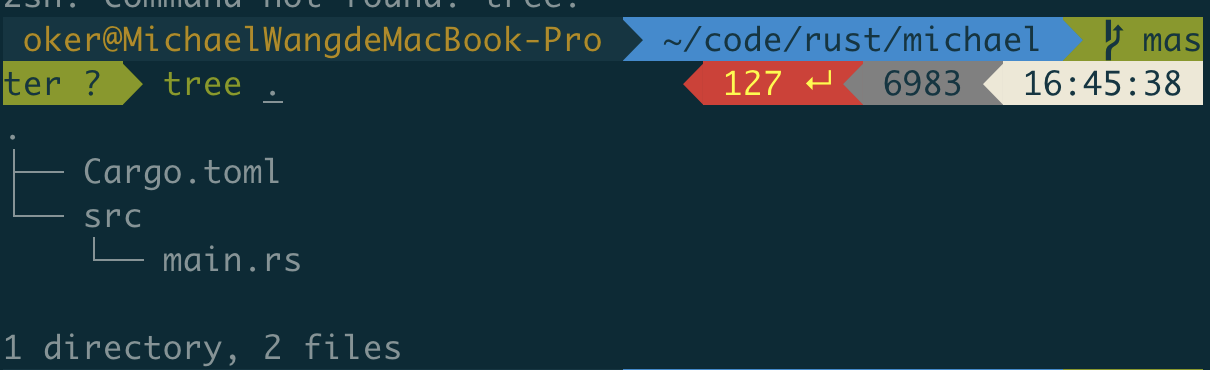 zsh: command not found: tree.
oker@MichaelWangdeMacBook-Pro ~/code/rust/michael mas
ter ? tree . 127 ↵ 6983 16:45:38
.
├── Cargo.toml
└── src
    └── main.rs
1 directory, 2 files